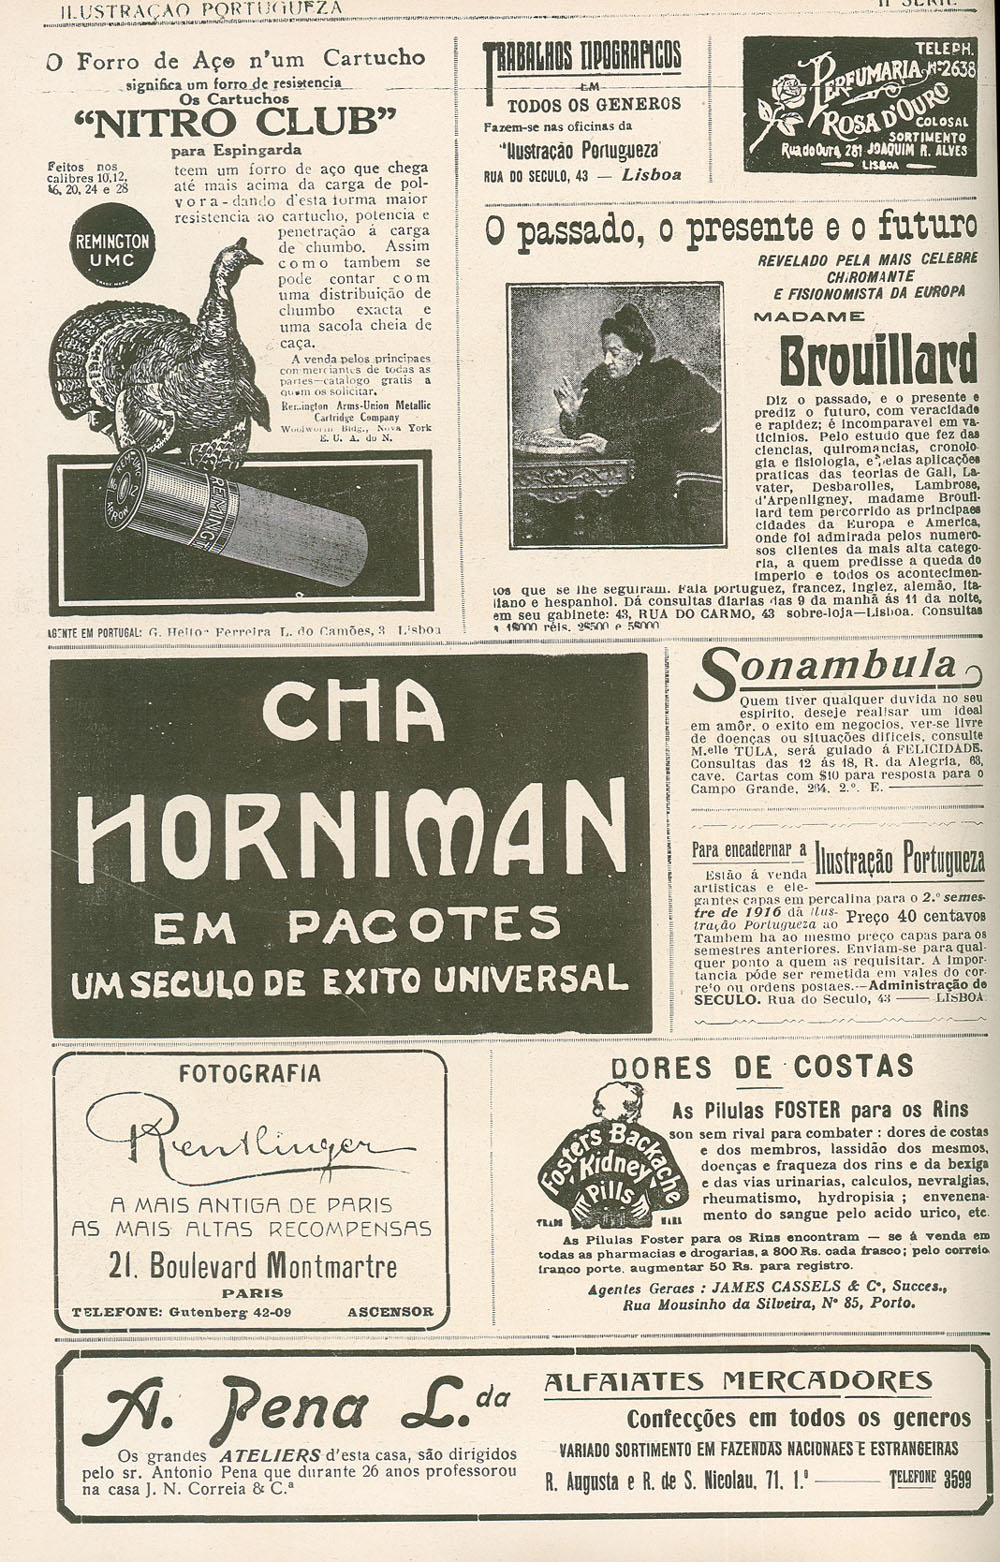 ILUSTRAÇÃO PORTUGUEZA
II SERIE
O Forro de Aço n'um Cartucho
significa um forro de resistencia
Os Cartuchos
“NITRO CLUB”
para Espingarda
Feitos nos
calibres 10,12,
16, 20, 24 e 28
teem um forro de aço que chega
até mais acima da carga de pol-
vora-dando d'esta forma maior
resistencia ao cartucho, potencia e
penetração á carga
de chumbo. Assim
como tambem se
pode contar com
uma distribuição de
chumbo exacta e
uma sacola cheia de
caça.
REMINGTON
UMC
TRADE MARK
A venda pelos principaes
commerciantes de todas as
partes—catalogo gratis a
quem os solicitar.
Remington Arms-Union Metallic
Cartridge Company
Woolworth Bldg., Nova York
E. U. A. do N.
REMINGTON
No 12
ARROW
REMINGT
AGENTE EM PORTUGAL: G. Heitor Ferreira L. do Camões, 3 Lisboa
TRABALHOS TIPOGRAFICOS
EM
TODOS OS GENEROS
Fazem-se nas oficinas da
"Ilustração Portugueza'
RUA DO SECULO, 43 — Lisboa
TELEPH.
Nº2638
PERFUMARIA
ROSA D'OURO
COLOSAL
SORTIMENTO
Rua do Ouro, 281 JOAQUIM R. ALVES
— LISBOA —
O passado, o presente e o futuro
REVELADO PELA MAIS CELEBRE
CHIROMANTE
E FISIONOMISTA DA EUROPA
MADAME
Brouillard
Diz o passado, e o presente e
prediz o futuro, com veracidade
e rapidez; é incomparavel em va-
ticinios. Pelo estudo que fez das
ciencias, quiromancias, cronolo-
gia e fisiologia, e pelas aplicações
praticas das teorias de Gall, La-
vater, Desbarolles, Lambrose,
d'Arpenligney, madame Brouil-
lard tem percorrido as principaes
cidades da Europa e America,
onde foi admirada pelos numero-
sos clientes da mais alta catego-
ria, a quem predisse a queda do
imperio e todos os acontecimen-
tos que se lhe seguiram. Fala portuguez, francez, inglez, alemão, ita-
liano e hespanhol. Dá consultas diarias das 9 da manhã ás 11 da noite,
em seu gabinete: 43, RUA DO CARMO, 43 sobre-loja—Lisboa. Consultas
a 1$000 réis, 2$500 e 5$000
CHA
HORNIMAN
EM PACOTES
UM SECULO DE EXITO UNIVERSAL
Sonambula
Quem tiver qualquer duvida no seu
espirito, deseje realisar um ideal
em amôr, o exito em negocios, ver-se livre
de doenças ou situações dificeis, consulte
M.elle TULA, será guiado á FELICIDADE.
Consultas das 12 ás 18, R. da Alegria, 63,
cave. Cartas com $10 para resposta para o
Campo Grande, 264, 2.º, E.
Para encadernar a Ilustração Portugueza
Estão á venda
artisticas e ele-
gantes capas em percalina para o 2.º semes-
tre de 1916 da Ilus-
tração Portugueza ao Preço 40 centavos
Tambem ha ao mesmo preço capas para os
semestres anteriores. Enviam-se para qual-
quer ponto a quem as requisitar. A impor-
tancia póde ser remetida em vales do cor-
reio ou ordens postaes.—Administração do
SECULO. Rua do Seculo, 43 — LISBOA
FOTOGRAFIA
Reutlinger
A MAIS ANTIGA DE PARIS
AS MAIS ALTAS RECOMPENSAS
21. Boulevard Montmartre
PARIS
TELEFONE: Gutenberg 42-09 ASCENSOR
DORES DE COSTAS
Fosters Backache
Kidney
Pills
TRADE MARK
As Pilulas FOSTER para os Rins
son sem rival para combater : dores de costas
e dos membros, lassidão dos mesmos,
doenças e fraqueza dos rins e da bexiga
e das vias urinarias, calculos, nevralgias,
rheumatismo, hydropisia ; envenena-
mento do sangue pelo acido urico, etc.
As Pilulas Foster para os Rins encontram — se á venda em
todas as pharmacias e drogarias, a 800 Rs. cada frasco; pelo correio,
franco porte, augmentar 50 Rs. para registro.
Agentes Geraes : JAMES CASSELS & Cº, Succes.,
Rua Mousinho da Silveira, Nº 85, Porto.
A. Pena L.da
Os grandes ATELIERS d'esta casa, são dirigidos
pelo sr. Antonio Pena que durante 26 anos professorou
na casa J. N. Correia & C.ª
ALFAIATES MERCADORES
Confecções em todos os generos
VARIADO SORTIMENTO EM FAZENDAS NACIONAES E ESTRANGEIRAS
R. Augusta e R. de S. Nicolau, 71, 1.º — TELEFONE 3599